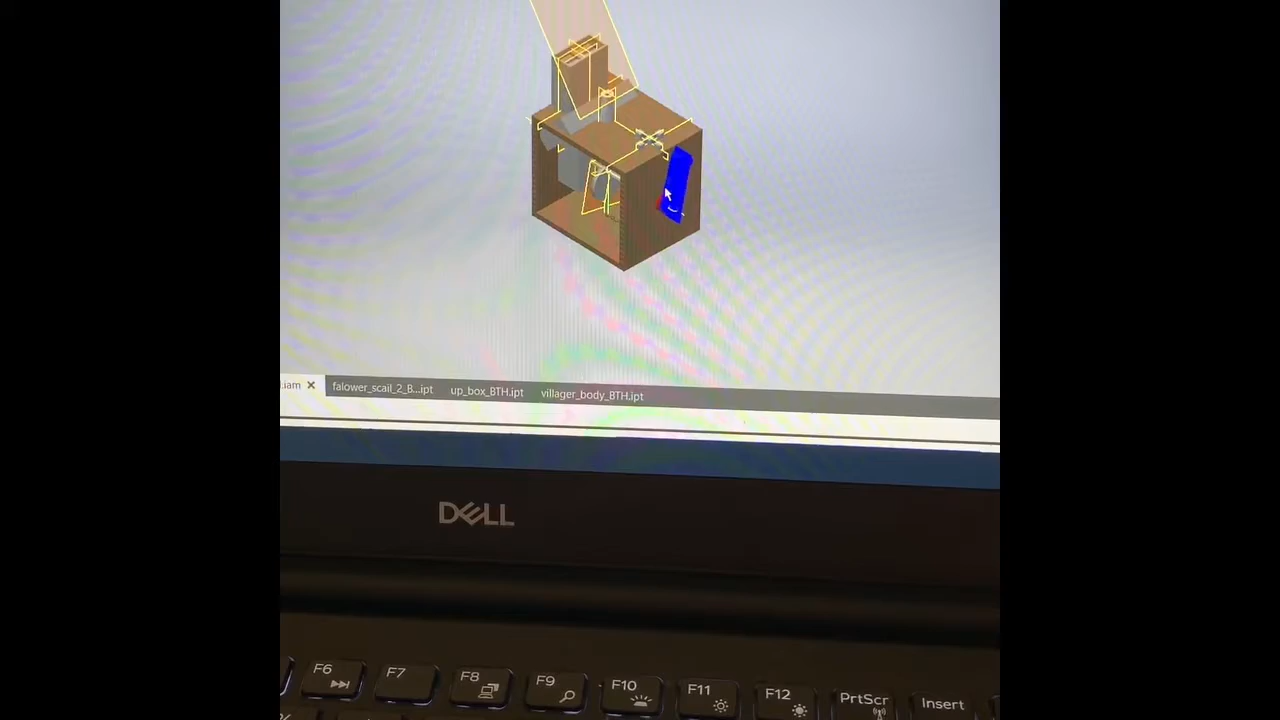 .iam
falower_scail_2_B...ipt
up_box_BTH.ipt
villager_body_BTH.ipt
DELL
F6
F7
F8
F9
F10
F11
F12
PrtScr
Insert